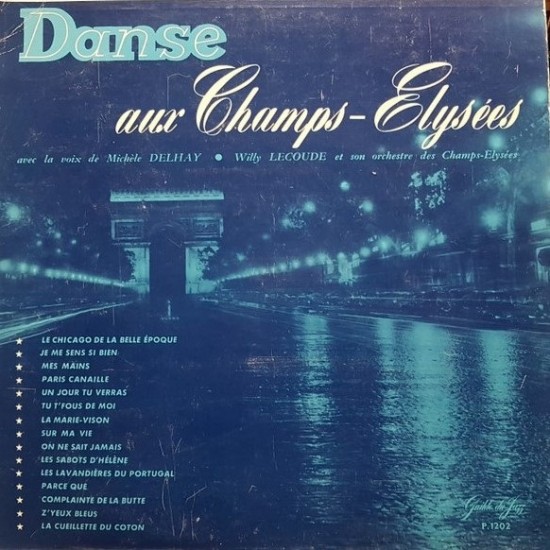 Danse
aux Champs-Elysées
avec la voix de Michèle DELHAY ● Willy LECOUDE et son orchestre des Champs-Elysées
★ LE CHICAGO DE LA BELLE ÉPOQUE
★ JE ME SENS SI BIEN
★ MES MAINS
★ PARIS CANAILLE
★ UN JOUR TU VERRAS
★ TU T'FOUS DE MOI
★ LA MARIE-VISON
★ SUR MA VIE
★ ON NE SAIT JAMAIS
★ LES SABOTS D'HÉLÈNE
★ LES LAVANDIÈRES DU PORTUGAL
★ PARCE QUE
★ COMPLAINTE DE LA BUTTE
★ Z'YEUX BLEUS
★ LA CUEILLETTE DU COTON
Guilde du Jazz
P.1202